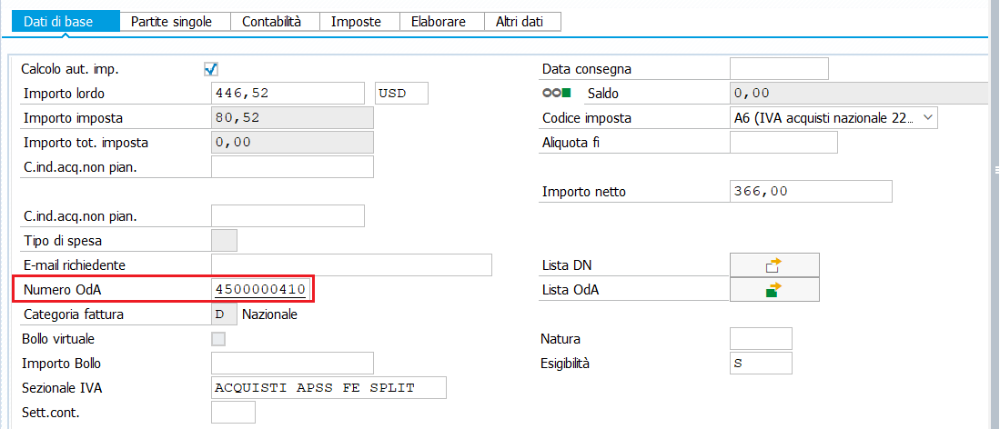 Dati di base Partite singole Contabilità Imposte Elaborare Altri dati
Calcolo aut. imp. Data consegna
Importo lordo 446,52 USD Saldo 0,00
Importo imposta 80,52 Codice imposta A6 (IVA acquisti nazionale 22...
Importo tot. imposta 0,00 Aliquota fi
C.ind.acq.non pian.
Importo netto 366,00
C.ind.acq.non pian.
Tipo di spesa
E-mail richiedente Lista DN
Numero OdA 4500000410 Lista OdA
Categoria fattura D Nazionale
Bollo virtuale Natura
Importo Bollo Esigibilità S
Sezionale IVA ACQUISTI APSS FE SPLIT
Sett.cont.